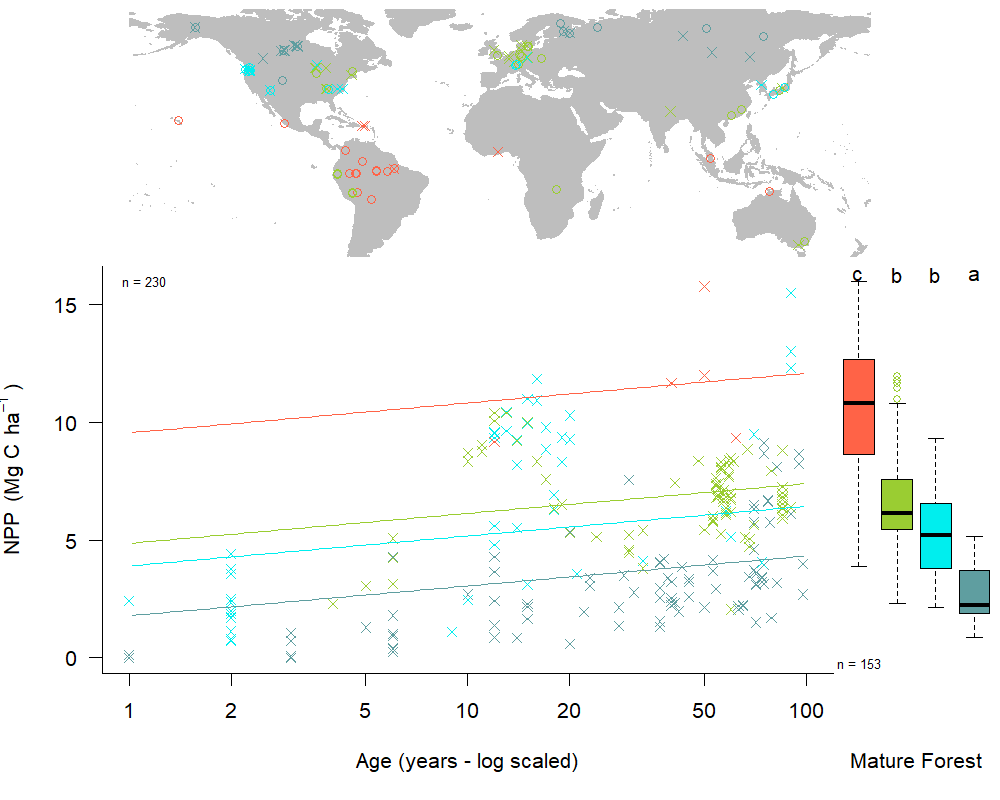 n = 230
c b b a
15
10
5
0
NPP (Mg C ha⁻¹)
n = 153
1 2 5 10 20 50 100
Age (years - log scaled)
Mature Forest